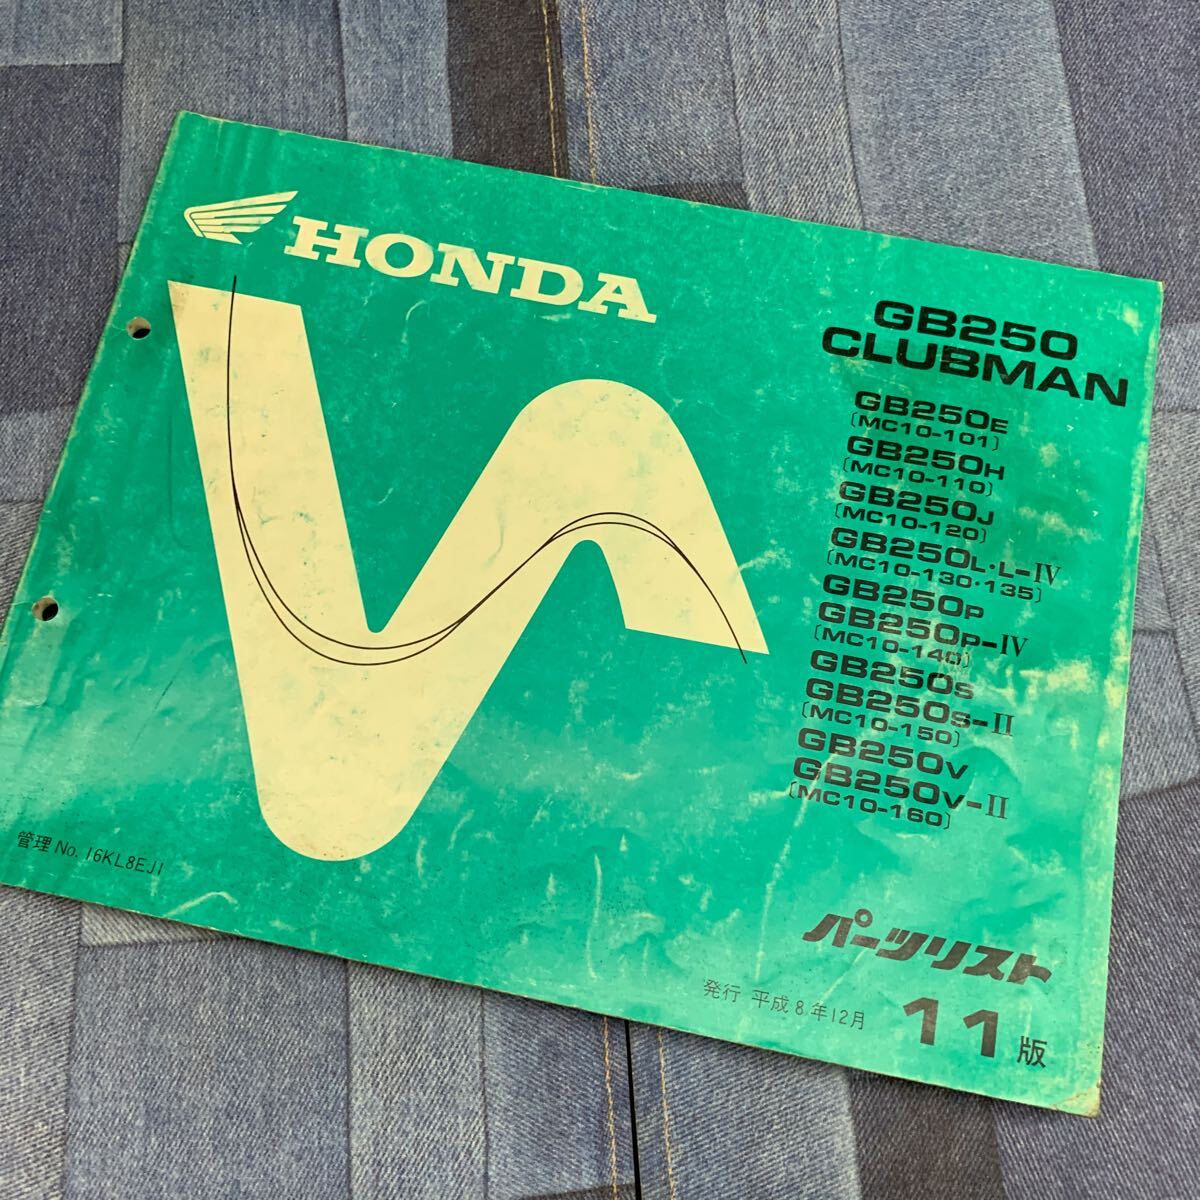 HONDA
GB250
CLUBMAN
GB250E
(MC10-101)
GB250H
(MC10-110)
GB250J
(MC10-120)
GB250L・L-IV
(MC10-130・135)
GB250P
GB250P-IV
(MC10-140)
GB250S
GB250S-II
(MC10-150)
GB250V
GB250V-II
(MC10-160)
管理 No. 16KL8EJ1
パーツリスト
発行 平成8年12月 11版